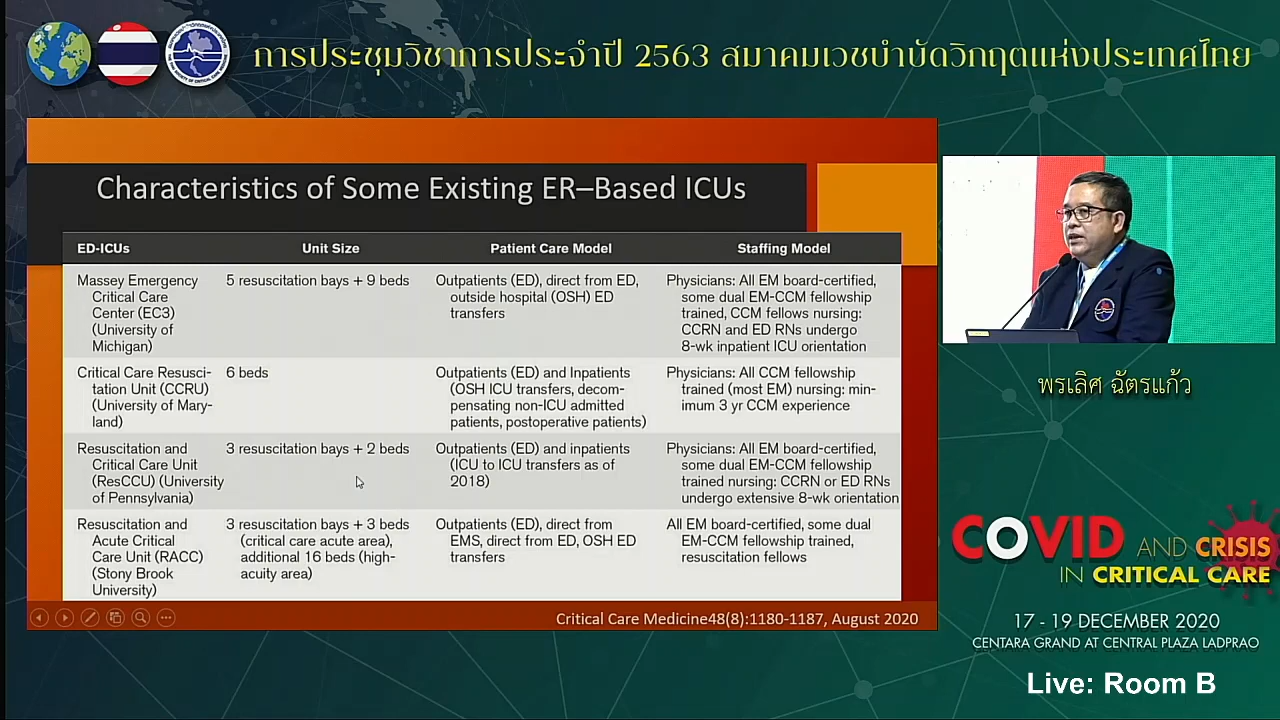 การประชุมวิชาการประจำปี 2563 สมาคมเวชบำบัดวิกฤตแห่งประเทศไทย
Characteristics of Some Existing ER–Based ICUs
ED-ICUs Unit Size Patient Care Model Staffing Model
Massey Emergency
Critical Care
Center (EC3)
(University of
Michigan)
5 resuscitation bays + 9 beds
Outpatients (ED), direct from ED,
outside hospital (OSH) ED
transfers
Physicians: All EM board-certified,
some dual EM-CCM fellowship
trained, CCM fellows nursing:
CCRN and ED RNs undergo
8-wk inpatient ICU orientation
Critical Care Resusci-
tation Unit (CCRU)
(University of Mary-
land)
6 beds
Outpatients (ED) and Inpatients
(OSH ICU transfers, decom-
pensating non-ICU admitted
patients, postoperative patients)
Physicians: All CCM fellowship
trained (most EM) nursing: min-
imum 3 yr CCM experience
Resuscitation and
Critical Care Unit
(ResCCU) (University
of Pennsylvania)
3 resuscitation bays + 2 beds
Outpatients (ED) and inpatients
(ICU to ICU transfers as of
2018)
Physicians: All EM board-certified,
some dual EM-CCM fellowship
trained nursing: CCRN or ED RNs
undergo extensive 8-wk orientation
Resuscitation and
Acute Critical
Care Unit (RACC)
(Stony Brook
University)
3 resuscitation bays + 3 beds
(critical care acute area),
additional 16 beds (high-
acuity area)
Outpatients (ED), direct from
EMS, direct from ED, OSH ED
transfers
All EM board-certified, some dual
EM-CCM fellowship trained,
resuscitation fellows
Critical Care Medicine48(8):1180-1187, August 2020
พรเลิศ ฉัตรแก้ว
COVID AND CRISIS
IN CRITICAL CARE
17 - 19 DECEMBER 2020
CENTARA GRAND AT CENTRAL PLAZA LADPRAO
Live: Room B